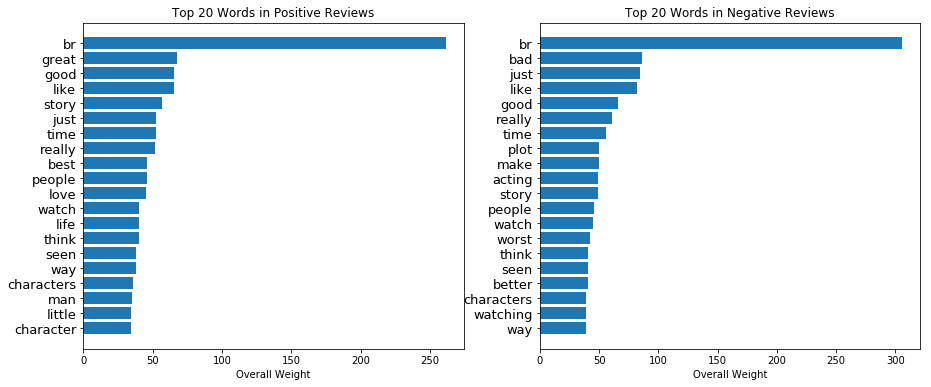 Top 20 Words in Positive Reviews
br
great
good
like
story
just
time
really
best
people
love
watch
life
think
seen
way
characters
man
little
character
0 50 100 150 200 250
Overall Weight
Top 20 Words in Negative Reviews
br
bad
just
like
good
really
time
plot
make
acting
story
people
watch
worst
think
seen
better
characters
watching
way
0 50 100 150 200 250 300
Overall Weight